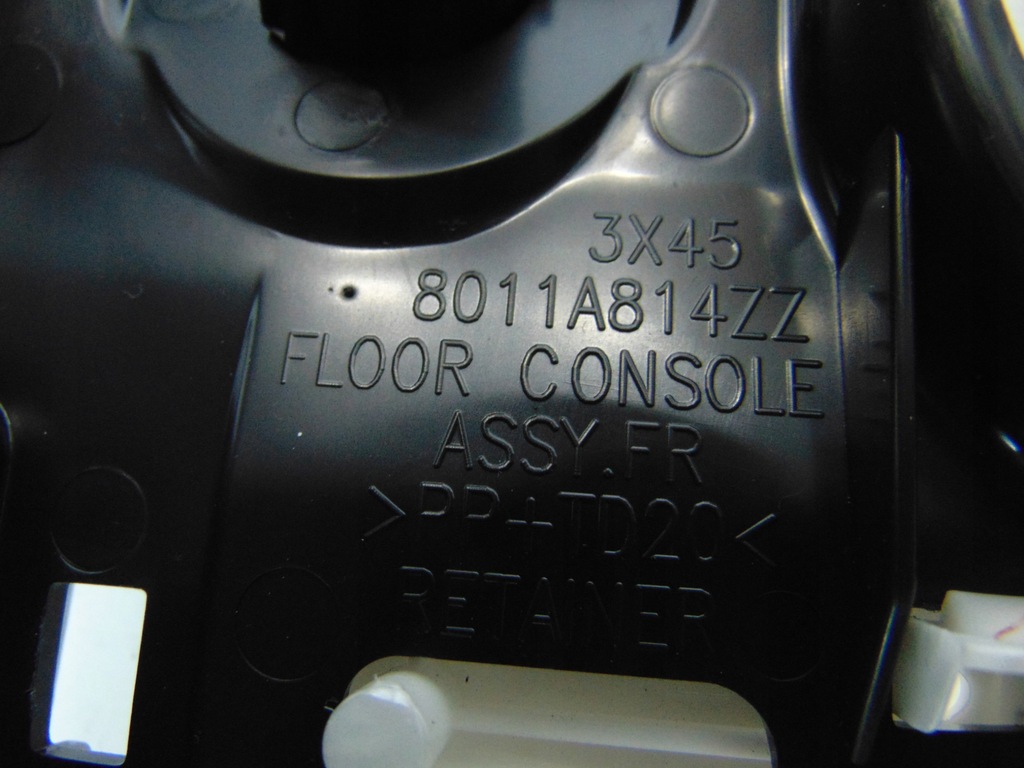 3X45
8011A814ZZ
FLOOR CONSOLE
ASSY.FR
>PP+TD20<
RETAINER